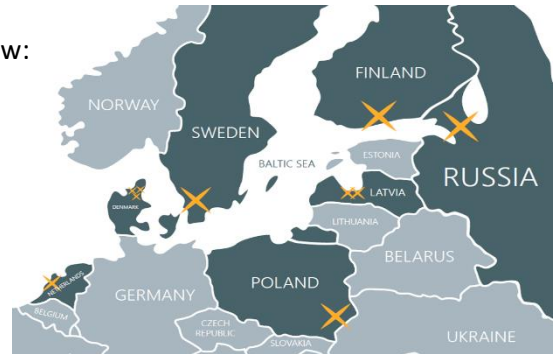 w:
FINLAND
NORWAY
SWEDEN
BALTIC SEA
ESTONIA
RUSSIA
LATVIA
DENMARK
LITHUANIA
BELARUS
NETHERLANDS
POLAND
GERMANY
BELGIUM
CZECH
REPUBLIC
UKRAINE
SLOVAKIA